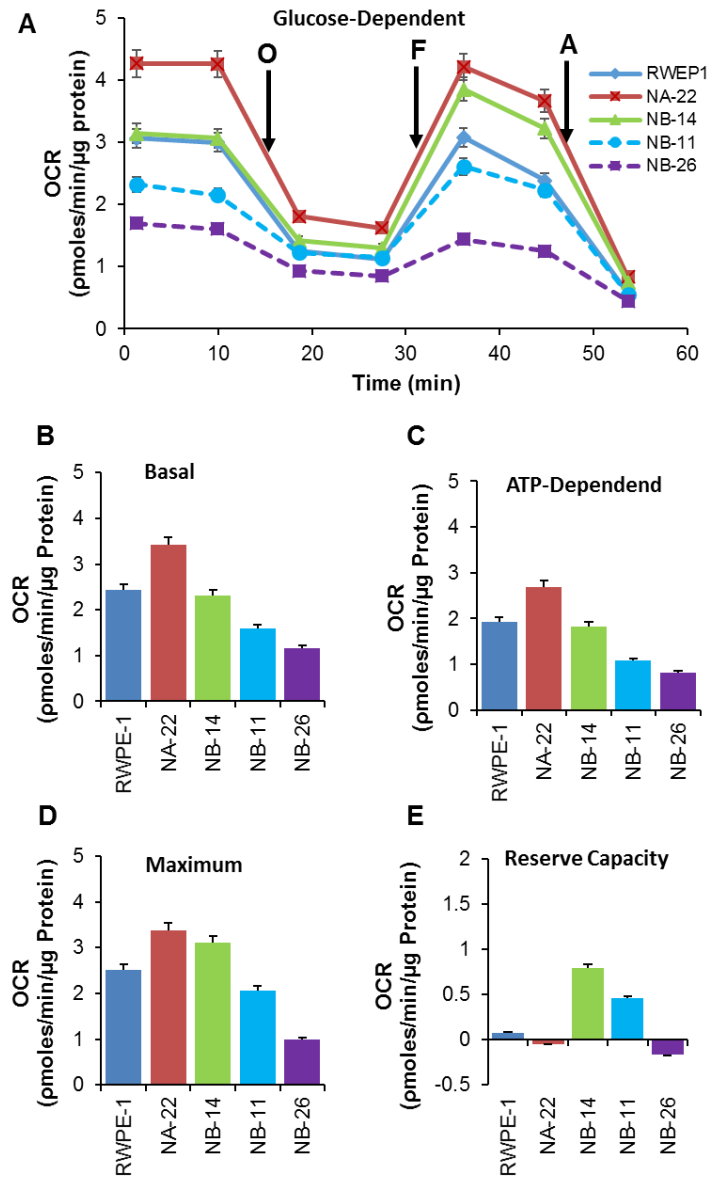 A
Glucose-Dependent
5
4
3
2
1
0
OCR
(ρmoles/min/µg protein)
O
F
A
RWEP1
NA-22
NB-14
NB-11
NB-26
0 10 20 30 40 50 60
Time (min)
B
Basal
5
4
3
2
1
0
OCR
(ρmoles/min/µg Protein)
RWPE-1
NA-22
NB-14
NB-11
NB-26
C
ATP-Dependend
5
4
3
2
1
0
OCR
(ρmoles/min/µg Protein)
RWPE-1
NA-22
NB-14
NB-11
NB-26
D
Maximum
5
4
3
2
1
0
OCR
(ρmoles/min/µg Protein)
RWPE-1
NA-22
NB-14
NB-11
NB-26
E
Reserve Capacity
2
1.5
1
0.5
0
-0.5
OCR
(ρmoles/min/µg Protein)
RWPE-1
NA-22
NB-14
NB-11
NB-26